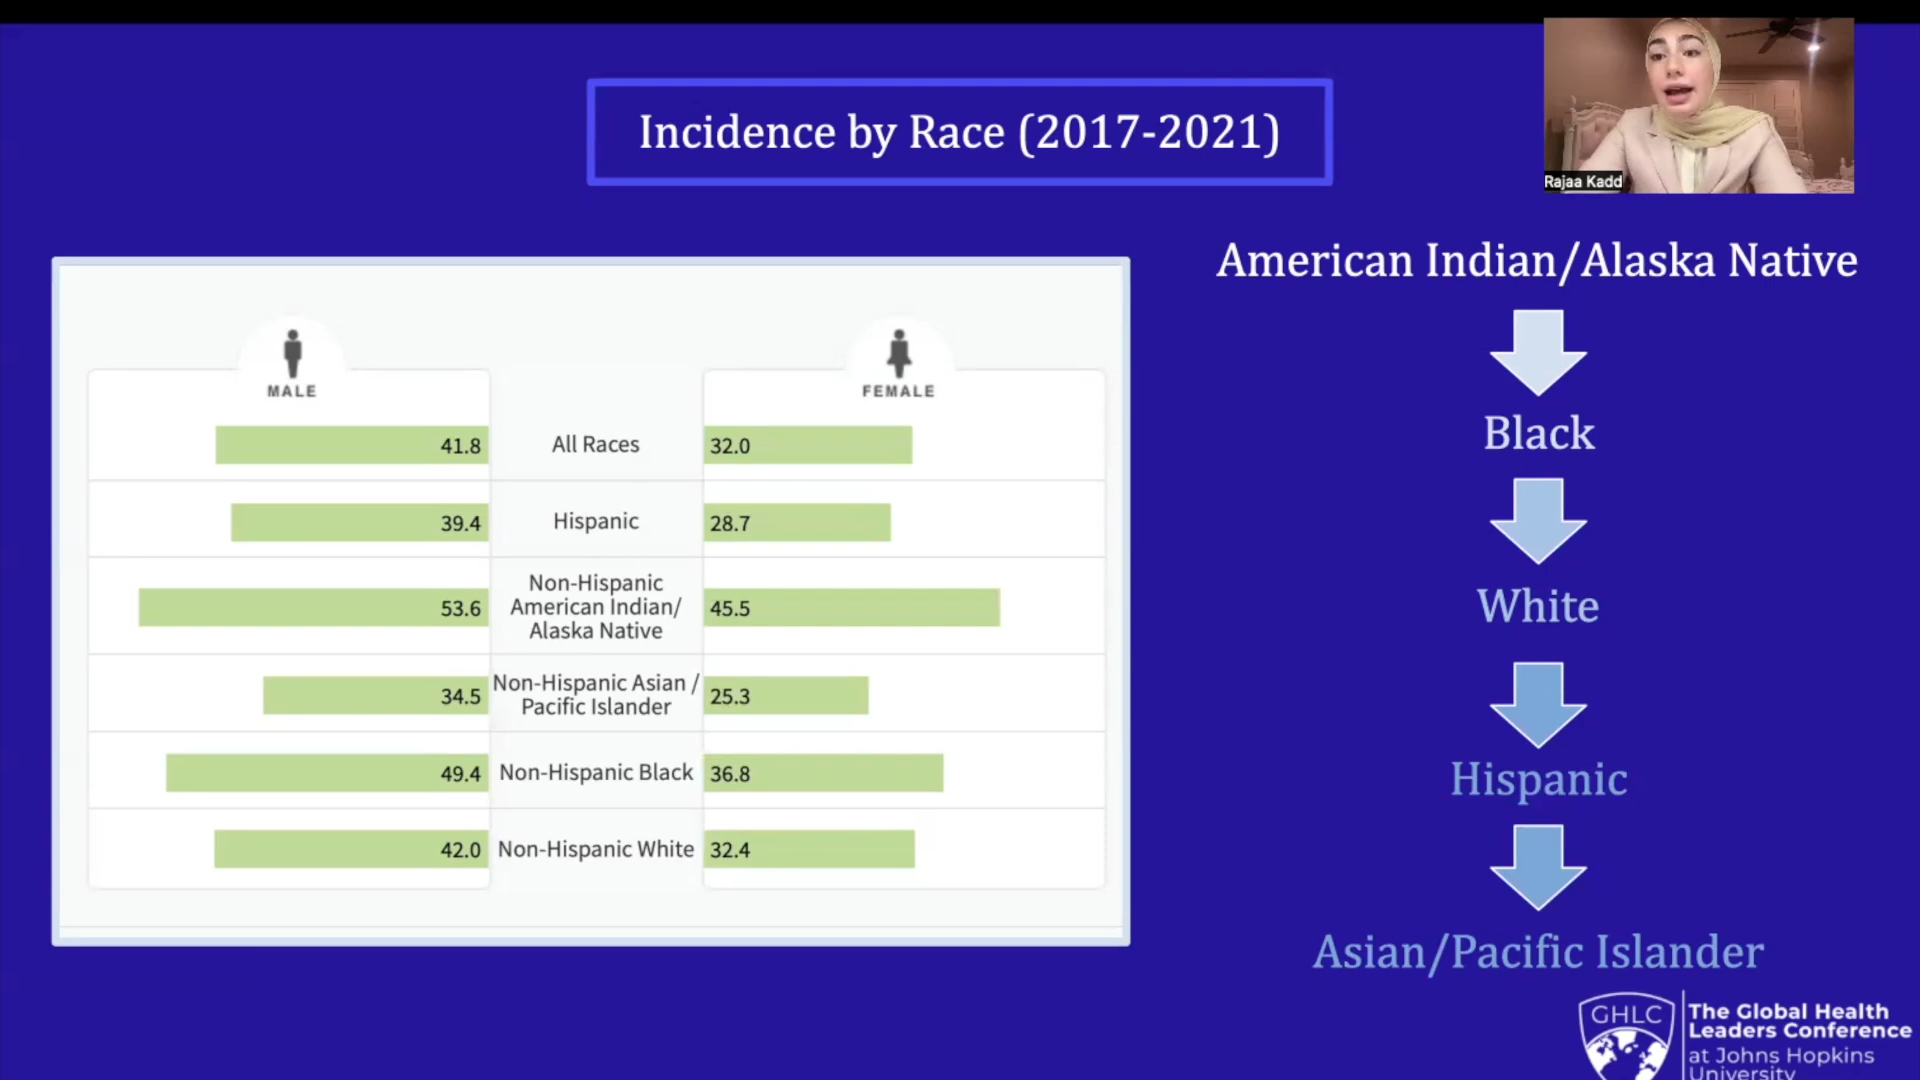 Incidence by Race (2017-2021)
Rajaa Kadd
MALE
FEMALE
41.8 All Races 32.0
39.4 Hispanic 28.7
Non-Hispanic
American Indian/
Alaska Native
53.6 45.5
Non-Hispanic Asian /
Pacific Islander
34.5 25.3
49.4 Non-Hispanic Black 36.8
42.0 Non-Hispanic White 32.4
American Indian/Alaska Native
Black
White
Hispanic
Asian/Pacific Islander
GHLC
The Global Health
Leaders Conference
at Johns Hopkins
University